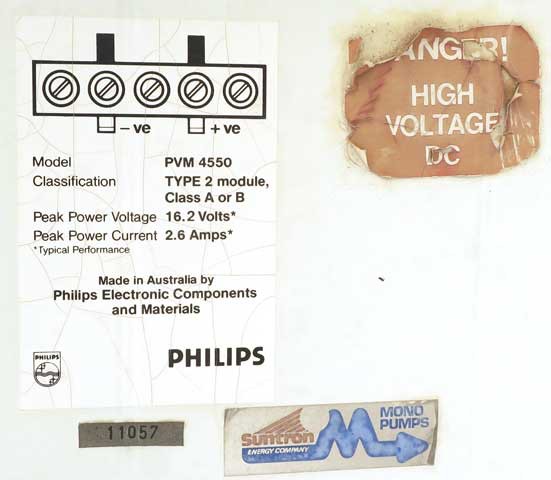 - ve
+ ve
Model PVM 4550
Classification TYPE 2 module,
Class A or B
Peak Power Voltage 16.2 Volts*
Peak Power Current 2.6 Amps*
*Typical Performance
Made in Australia by
Philips Electronic Components
and Materials
PHILIPS
PHILIPS
ANGER!
HIGH
VOLTAGE
DC
11057
suntron
ENERGY COMPANY
MONO
PUMPS